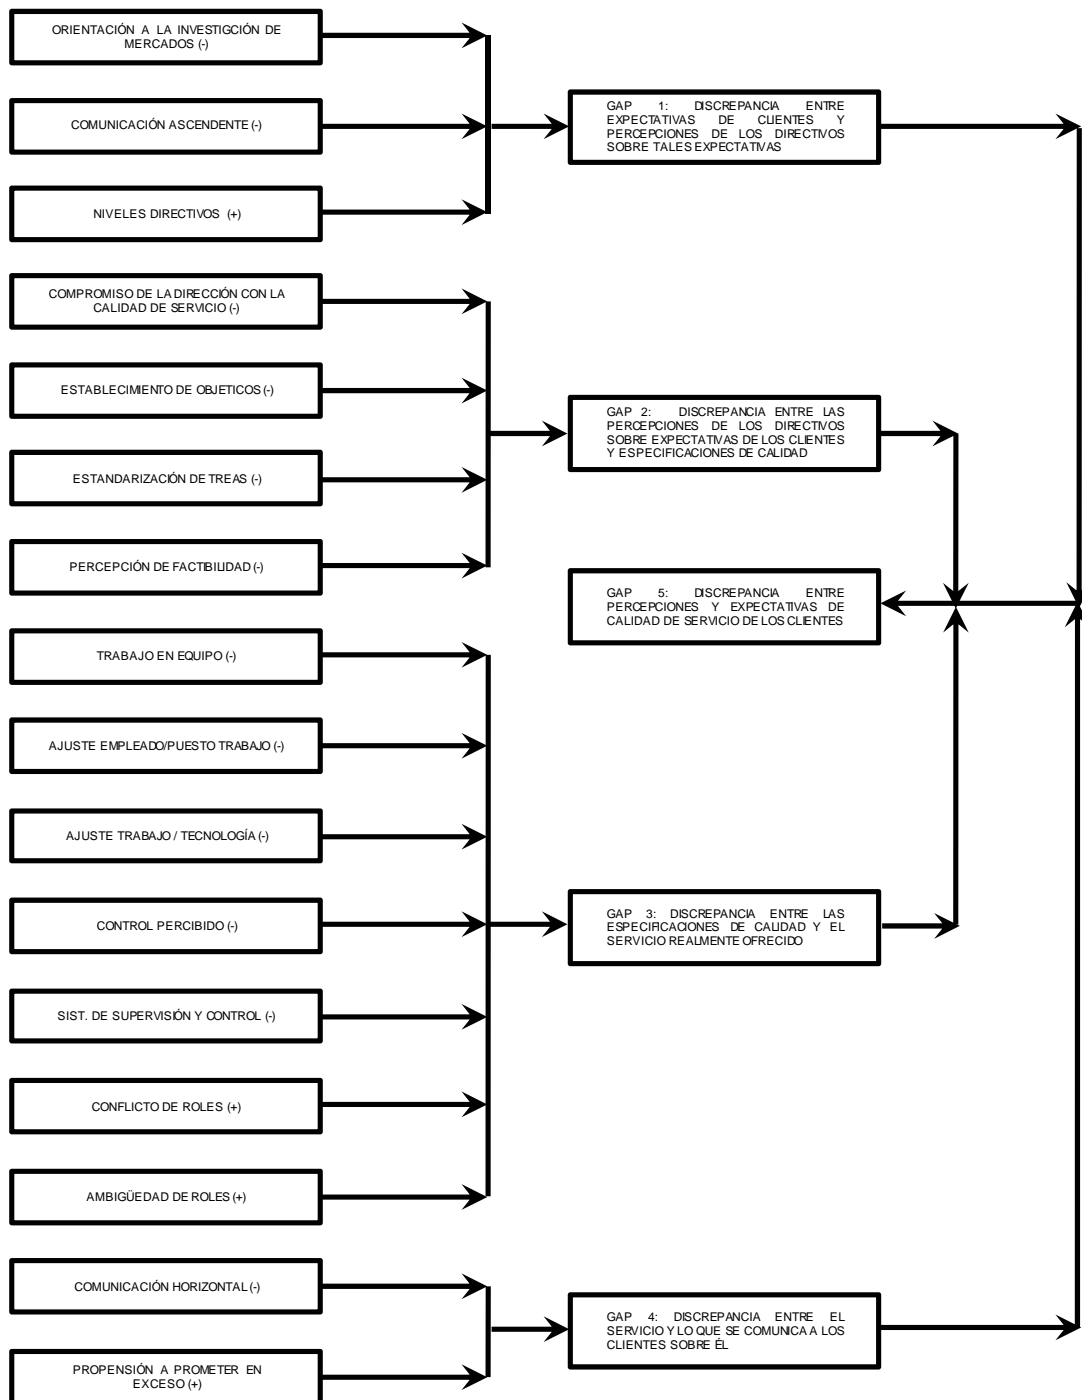 ORIENTACIÓN A LA INVESTIGCIÓN DE
MERCADOS (-)
COMUNICACIÓN ASCENDENTE (-)
NIVELES DIRECTIVOS (+)
GAP 1: DISCREPANCIA ENTRE
EXPECTATIVAS DE CLIENTES Y
PERCEPCIONES DE LOS DIRECTIVOS
SOBRE TALES EXPECTATIVAS
COMPROMISO DE LA DIRECCIÓN CON LA
CALIDAD DE SERVICIO (-)
ESTABLECIMIENTO DE OBJETICOS (-)
ESTANDARIZACIÓN DE TREAS (-)
PERCEPCIÓN DE FACTIBILIDAD (-)
GAP 2: DISCREPANCIA ENTRE LAS
PERCEPCIONES DE LOS DIRECTIVOS
SOBRE EXPECTATIVAS DE LOS CLIENTES
Y ESPECIFICACIONES DE CALIDAD
GAP 5: DISCREPANCIA ENTRE
PERCEPCIONES Y EXPECTATIVAS DE
CALIDAD DE SERVICIO DE LOS CLIENTES
TRABAJO EN EQUIPO (-)
AJUSTE EMPLEADO/PUESTO TRABAJO (-)
AJUSTE TRABAJO / TECNOLOGÍA (-)
CONTROL PERCIBIDO (-)
SIST. DE SUPERVISIÓN Y CONTROL (-)
CONFLICTO DE ROLES (+)
AMBIGÜEDAD DE ROLES (+)
GAP 3: DISCREPANCIA ENTRE LAS
ESPECIFICACIONES DE CALIDAD Y EL
SERVICIO REALMENTE OFRECIDO
COMUNICACIÓN HORIZONTAL (-)
PROPENSIÓN A PROMETER EN
EXCESO (+)
GAP 4: DISCREPANCIA ENTRE EL
SERVICIO Y LO QUE SE COMUNICA A LOS
CLIENTES SOBRE ÉL